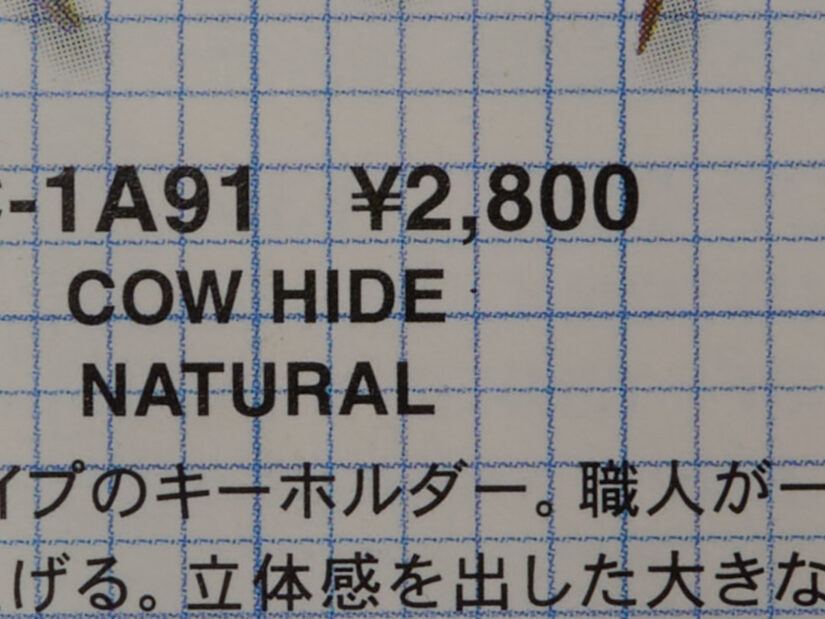 -1A91 ¥2,800
COW HIDE
NATURAL
イプのキーホルダー。職人が一
げる。立体感を出した大きな